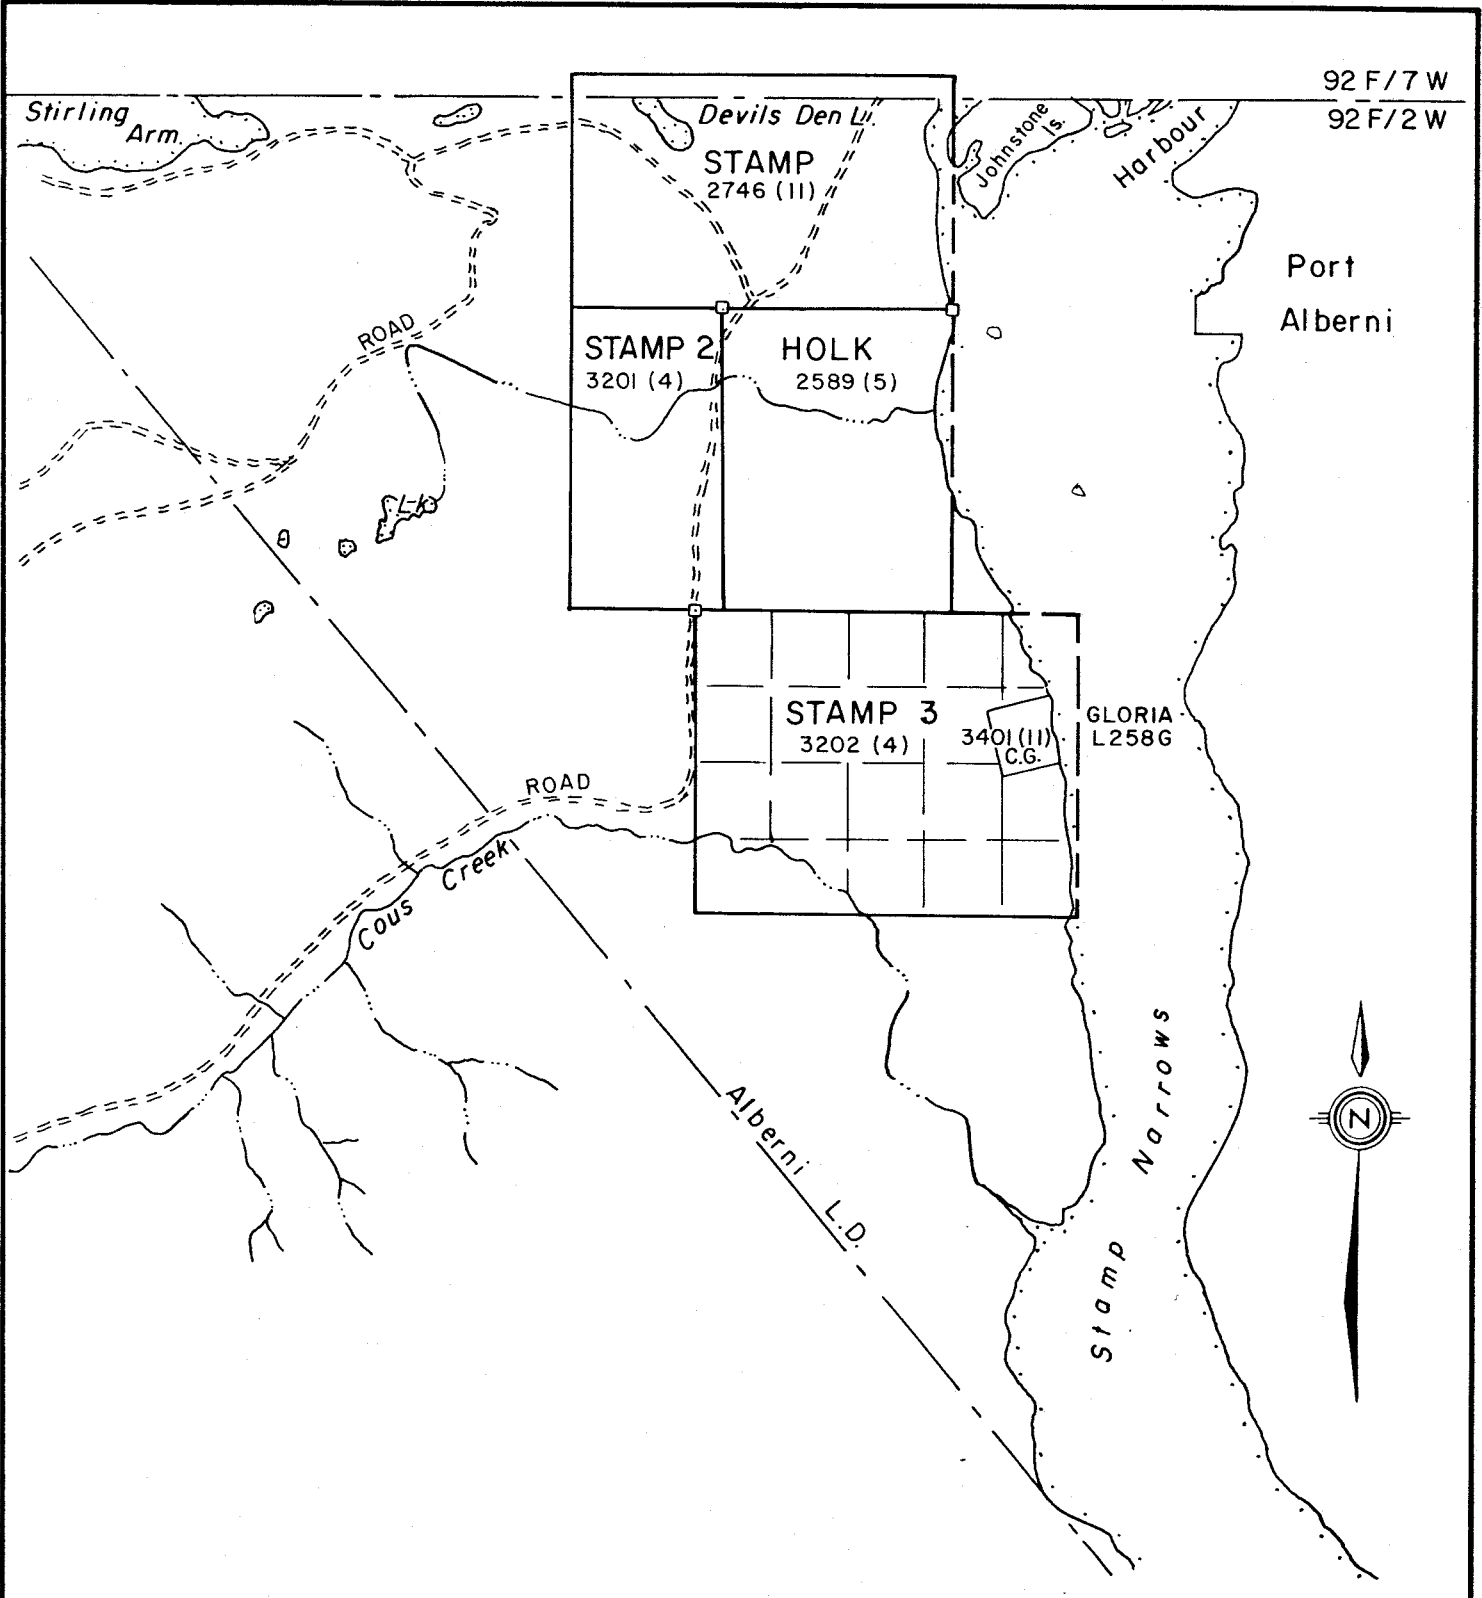 92 F/7 W
92 F/2 W
Stirling
Arm.
Devils Den L.
Johnstone
Is.
Harbour
STAMP
2746 (11)
Port
Alberni
ROAD
STAMP 2
3201 (4)
HOLK
2589 (5)
L-k
STAMP 3
3202 (4)
3401 (11)
C.G.
GLORIA
L258G
ROAD
Cous Creek
Alberni L.D.
Stamp Narrows
N